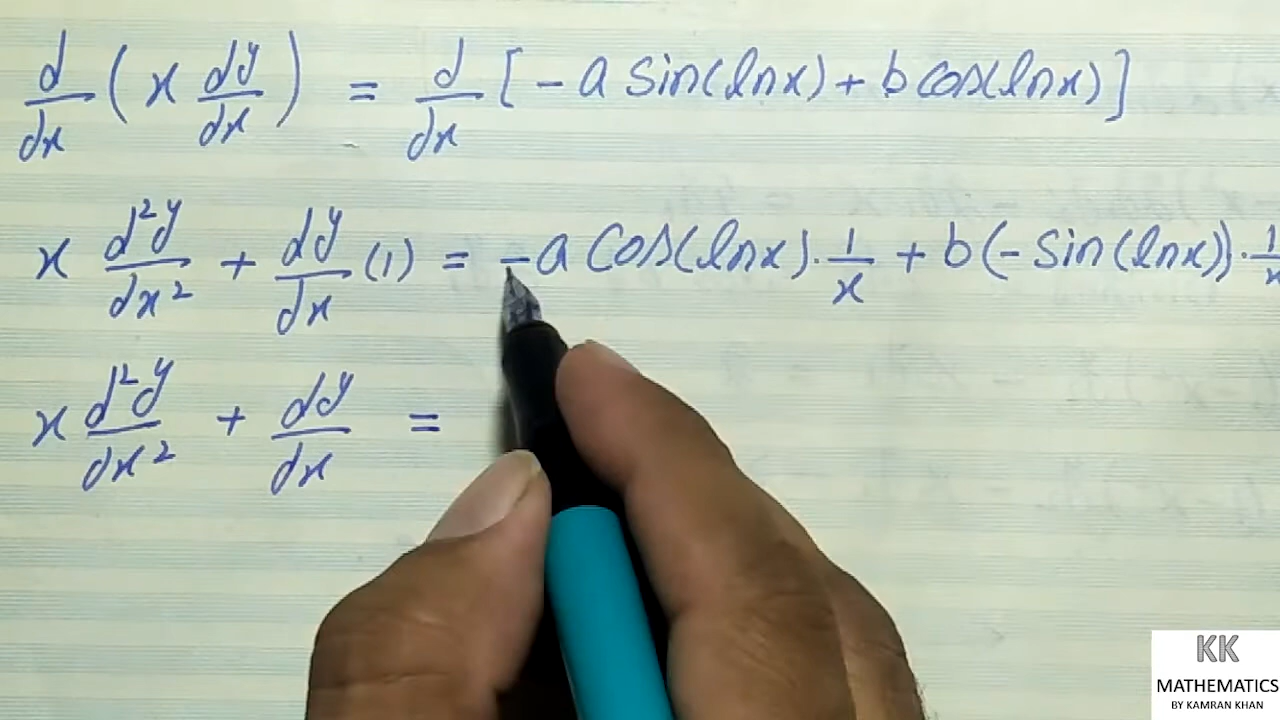 d/dx ( x dy/dx ) = d/dx [ - a Sin(lnx) + b Cos(lnx) ]
x d²y/dx² + dy/dx (1) = -a Cos(lnx) · 1/x + b(-Sin(lnx)) · 1/x
x d²y/dx² + dy/dx =
KK
MATHEMATICS
BY KAMRAN KHAN